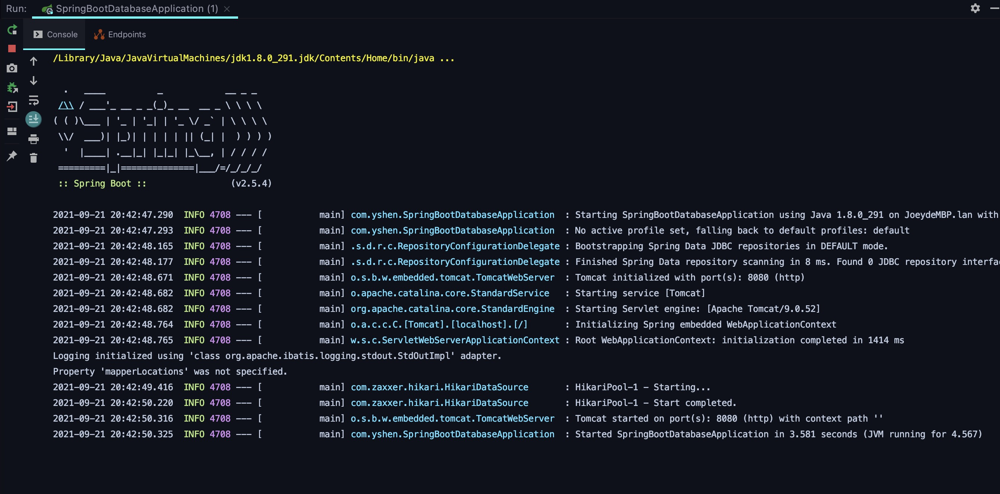 Run: SpringBootDatabaseApplication (1)
Console Endpoints
/Library/Java/JavaVirtualMachines/jdk1.8.0_291.jdk/Contents/Home/bin/java ...
  .   ____          _            __ _ _
 /\\ / ___'_ __ _ _(_)_ __  __ _ \ \ \ \
( ( )\___ | '_ | '_| | '_ \/ _` | \ \ \ \
 \\/  ___)| |_)| | | | | || (_| |  ) ) ) )
  '  |____| .__|_| |_|_| |_\__, | / / / /
 =========|_|==============|___/=/_/_/_/
 :: Spring Boot ::                (v2.5.4)
2021-09-21 20:42:47.290  INFO 4708 --- [           main] com.yshen.SpringBootDatabaseApplication  : Starting SpringBootDatabaseApplication using Java 1.8.0_291 on JoeydeMBP.lan with
2021-09-21 20:42:47.293  INFO 4708 --- [           main] com.yshen.SpringBootDatabaseApplication  : No active profile set, falling back to default profiles: default
2021-09-21 20:42:48.165  INFO 4708 --- [           main] .s.d.r.c.RepositoryConfigurationDelegate : Bootstrapping Spring Data JDBC repositories in DEFAULT mode.
2021-09-21 20:42:48.177  INFO 4708 --- [           main] .s.d.r.c.RepositoryConfigurationDelegate : Finished Spring Data repository scanning in 8 ms. Found 0 JDBC repository
2021-09-21 20:42:48.671  INFO 4708 --- [           main] o.s.b.w.embedded.tomcat.TomcatWebServer  : Tomcat initialized with port(s): 8080 (http)
2021-09-21 20:42:48.682  INFO 4708 --- [           main] o.apache.catalina.core.StandardService   : Starting service [Tomcat]
2021-09-21 20:42:48.682  INFO 4708 --- [           main] org.apache.catalina.core.StandardEngine  : Starting Servlet engine: [Apache Tomcat/9.0.52]
2021-09-21 20:42:48.764  INFO 4708 --- [           main] o.a.c.c.C.[Tomcat].[localhost].[/]       : Initializing Spring embedded WebApplicationContext
2021-09-21 20:42:48.765  INFO 4708 --- [           main] w.s.c.ServletWebServerApplicationContext : Root WebApplicationContext: initialization completed in 1414 ms
Logging initialized using 'class org.apache.ibatis.logging.stdout.StdOutImpl' adapter.
Property 'mapperLocations' was not specified.
2021-09-21 20:42:49.416  INFO 4708 --- [           main] com.zaxxer.hikari.HikariDataSource       : HikariPool-1 - Starting...
2021-09-21 20:42:50.220  INFO 4708 --- [           main] com.zaxxer.hikari.HikariDataSource       : HikariPool-1 - Start completed.
2021-09-21 20:42:50.316  INFO 4708 --- [           main] o.s.b.w.embedded.tomcat.TomcatWebServer  : Tomcat started on port(s): 8080 (http) with context path ''
2021-09-21 20:42:50.325  INFO 4708 --- [           main] com.yshen.SpringBootDatabaseApplication  : Started SpringBootDatabaseApplication in 3.581 seconds (JVM running for 4.567)